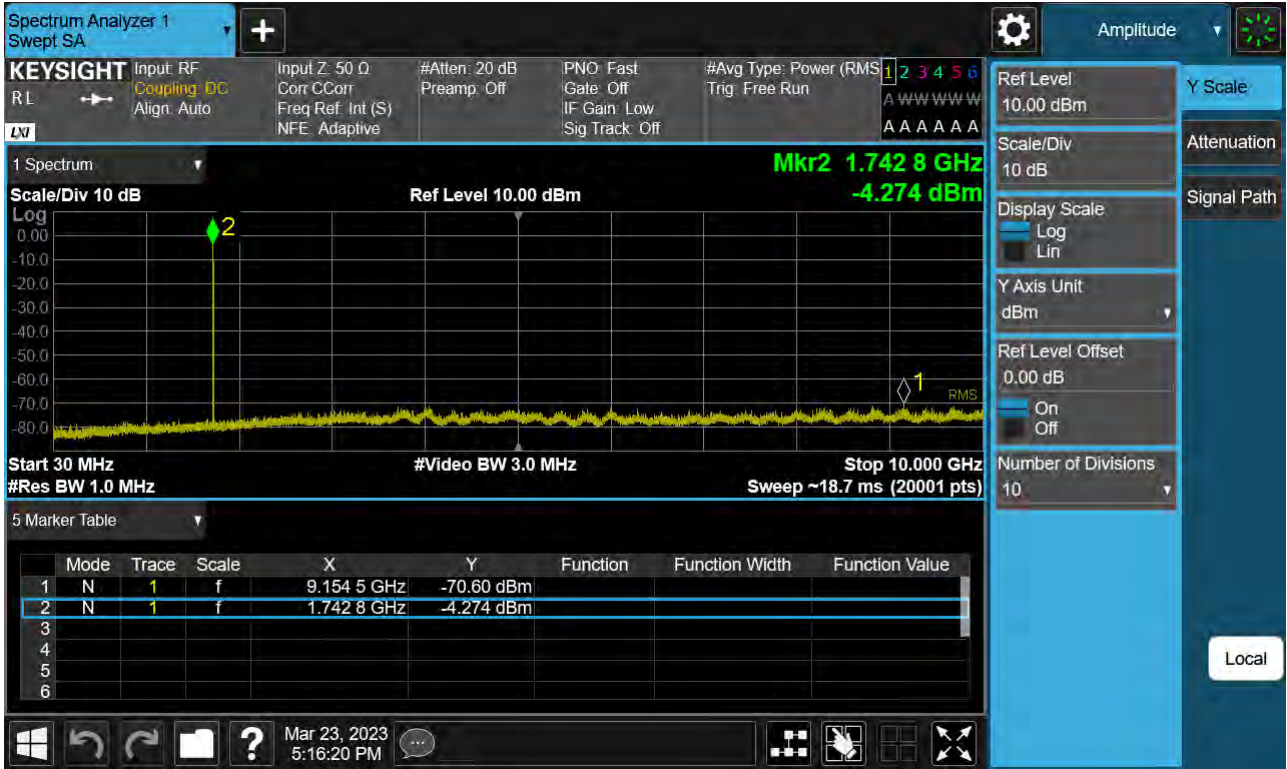 Spectrum Analyzer 1
Swept SA
+
Amplitude
KEYSIGHT
R L
LXI
Input: RF
Coupling: DC
Align: Auto
Input Z: 50 Ω
Corr CCorr
Freq Ref: Int (S)
NFE: Adaptive
#Atten: 20 dB
Preamp: Off
PNO: Fast
Gate: Off
IF Gain: Low
Sig Track: Off
#Avg Type: Power (RMS
Trig: Free Run
1 2 3 4 5 6
A W W W W W
A A A A A A
1 Spectrum
Scale/Div 10 dB
Ref Level 10.00 dBm
Mkr2 1.742 8 GHz
-4.274 dBm
Log
0.00
-10.0
-20.0
-30.0
-40.0
-50.0
-60.0
-70.0
-80.0
2
1
RMS
Start 30 MHz
#Video BW 3.0 MHz
Stop 10.000 GHz
#Res BW 1.0 MHz
Sweep ~18.7 ms (20001 pts)
5 Marker Table
Mode Trace Scale X Y Function Function Width Function Value
1 N 1 f 9.154 5 GHz -70.60 dBm
2 N 1 f 1.742 8 GHz -4.274 dBm
3
4
5
6
Ref Level
10.00 dBm
Scale/Div
10 dB
Display Scale
Log
Lin
Y Axis Unit
dBm
Ref Level Offset
0.00 dB
On
Off
Number of Divisions
10
Y Scale
Attenuation
Signal Path
Local
?
Mar 23, 2023
5:16:20 PM